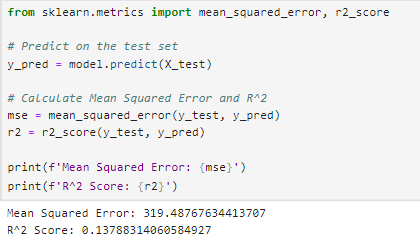 from sklearn.metrics import mean_squared_error, r2_score
# Predict on the test set
y_pred = model.predict(X_test)
# Calculate Mean Squared Error and R^2
mse = mean_squared_error(y_test, y_pred)
r2 = r2_score(y_test, y_pred)
print(f'Mean Squared Error: {mse}')
print(f'R^2 Score: {r2}')
Mean Squared Error: 319.48767634413707
R^2 Score: 0.13788314060584927